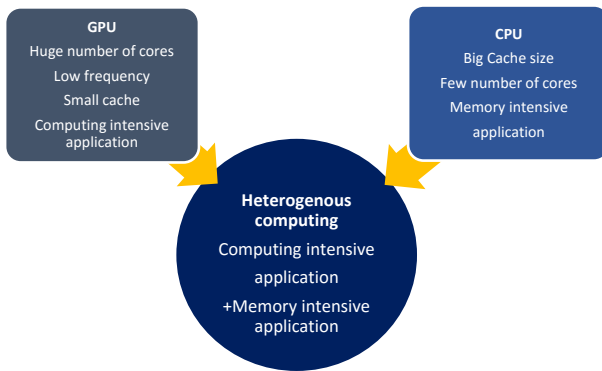 GPU
Huge number of cores
Low frequency
Small cache
Computing intensive
application
CPU
Big Cache size
Few number of cores
Memory intensive
application
Heterogenous
computing
Computing intensive
application
+Memory intensive
application